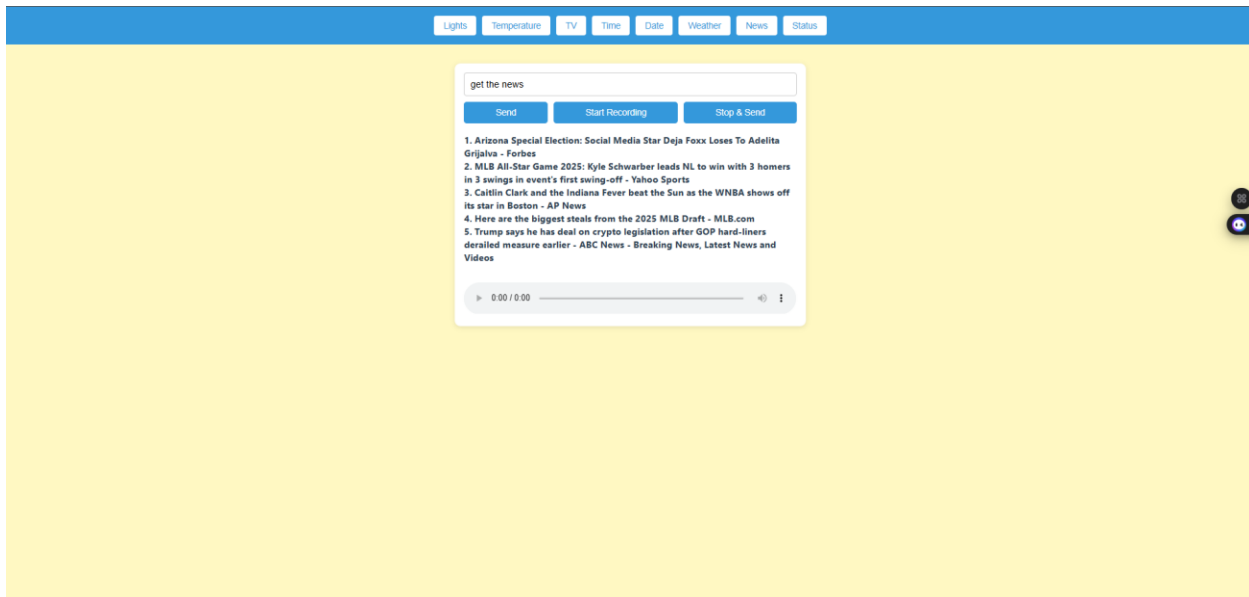 Lights Temperature TV Time Date Weather News Status
get the news
Send Start Recording Stop & Send
1. Arizona Special Election: Social Media Star Deja Foxx Loses To Adelita
Grijalva - Forbes
2. MLB All-Star Game 2025: Kyle Schwarber leads NL to win with 3 homers
in 3 swings in event's first swing-off - Yahoo Sports
3. Caitlin Clark and the Indiana Fever beat the Sun as the WNBA shows off
its star in Boston - AP News
4. Here are the biggest steals from the 2025 MLB Draft - MLB.com
5. Trump says he has deal on crypto legislation after GOP hard-liners
derailed measure earlier - ABC News - Breaking News, Latest News and
Videos
0:00 / 0:00